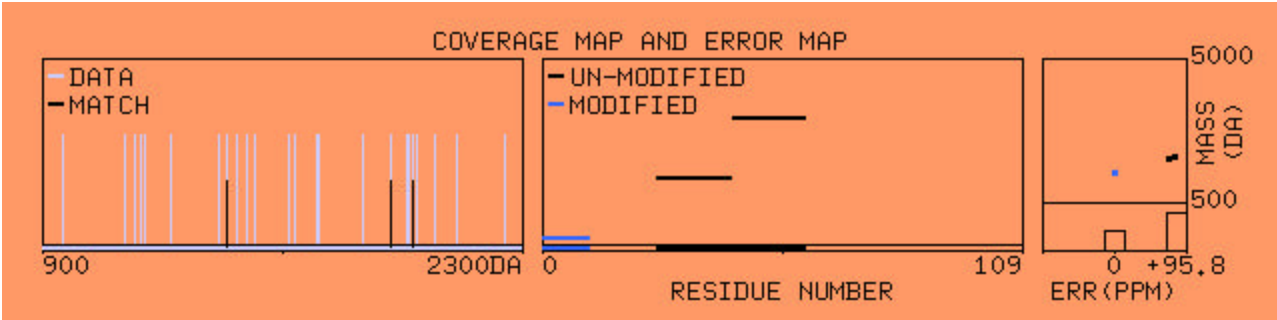 COVERAGE MAP AND ERROR MAP
DATA
MATCH
900
2300DA
UN-MODIFIED
MODIFIED
0
109
RESIDUE NUMBER
5000
MASS
(DA)
500
0 +95.8
ERR(PPM)